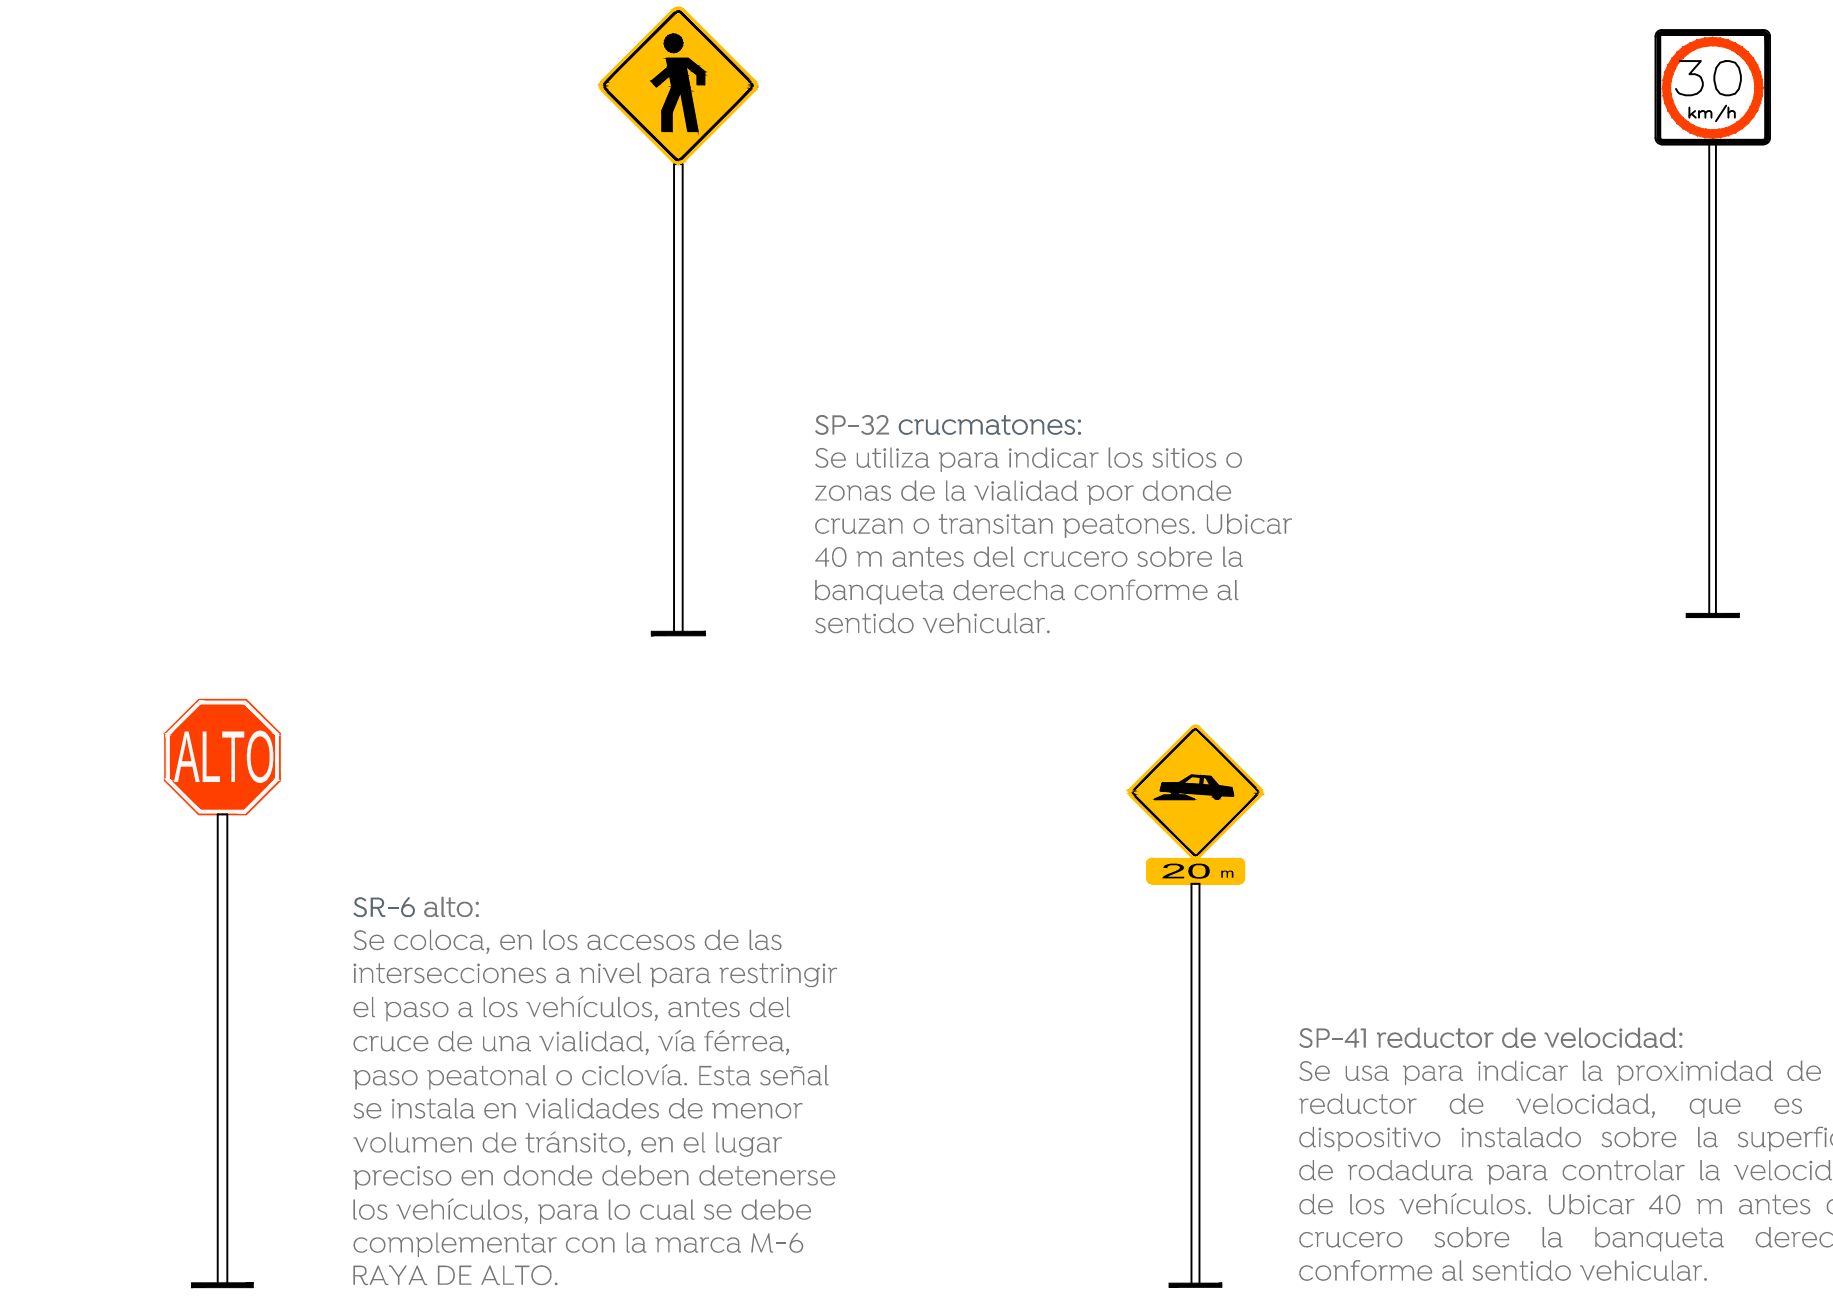 30
km/h
SP-32 crucmatones:
Se utiliza para indicar los sitios o
zonas de la vialidad por donde
cruzan o transitan peatones. Ubicar
40 m antes del crucero sobre la
banqueta derecha conforme al
sentido vehicular.
ALTO
SR-6 alto:
Se coloca, en los accesos de las
intersecciones a nivel para restringir
el paso a los vehículos, antes del
cruce de una vialidad, vía férrea,
paso peatonal o ciclovía. Esta señal
se instala en vialidades de menor
volumen de tránsito, en el lugar
preciso en donde deben detenerse
los vehículos, para lo cual se debe
complementar con la marca M-6
RAYA DE ALTO.
20 m
SP-41 reductor de velocidad:
Se usa para indicar la proximidad de
reductor de velocidad, que es
dispositivo instalado sobre la
de rodadura para controlar la
de los vehículos. Ubicar 40 m antes
crucero sobre la banqueta
conforme al sentido vehicular.